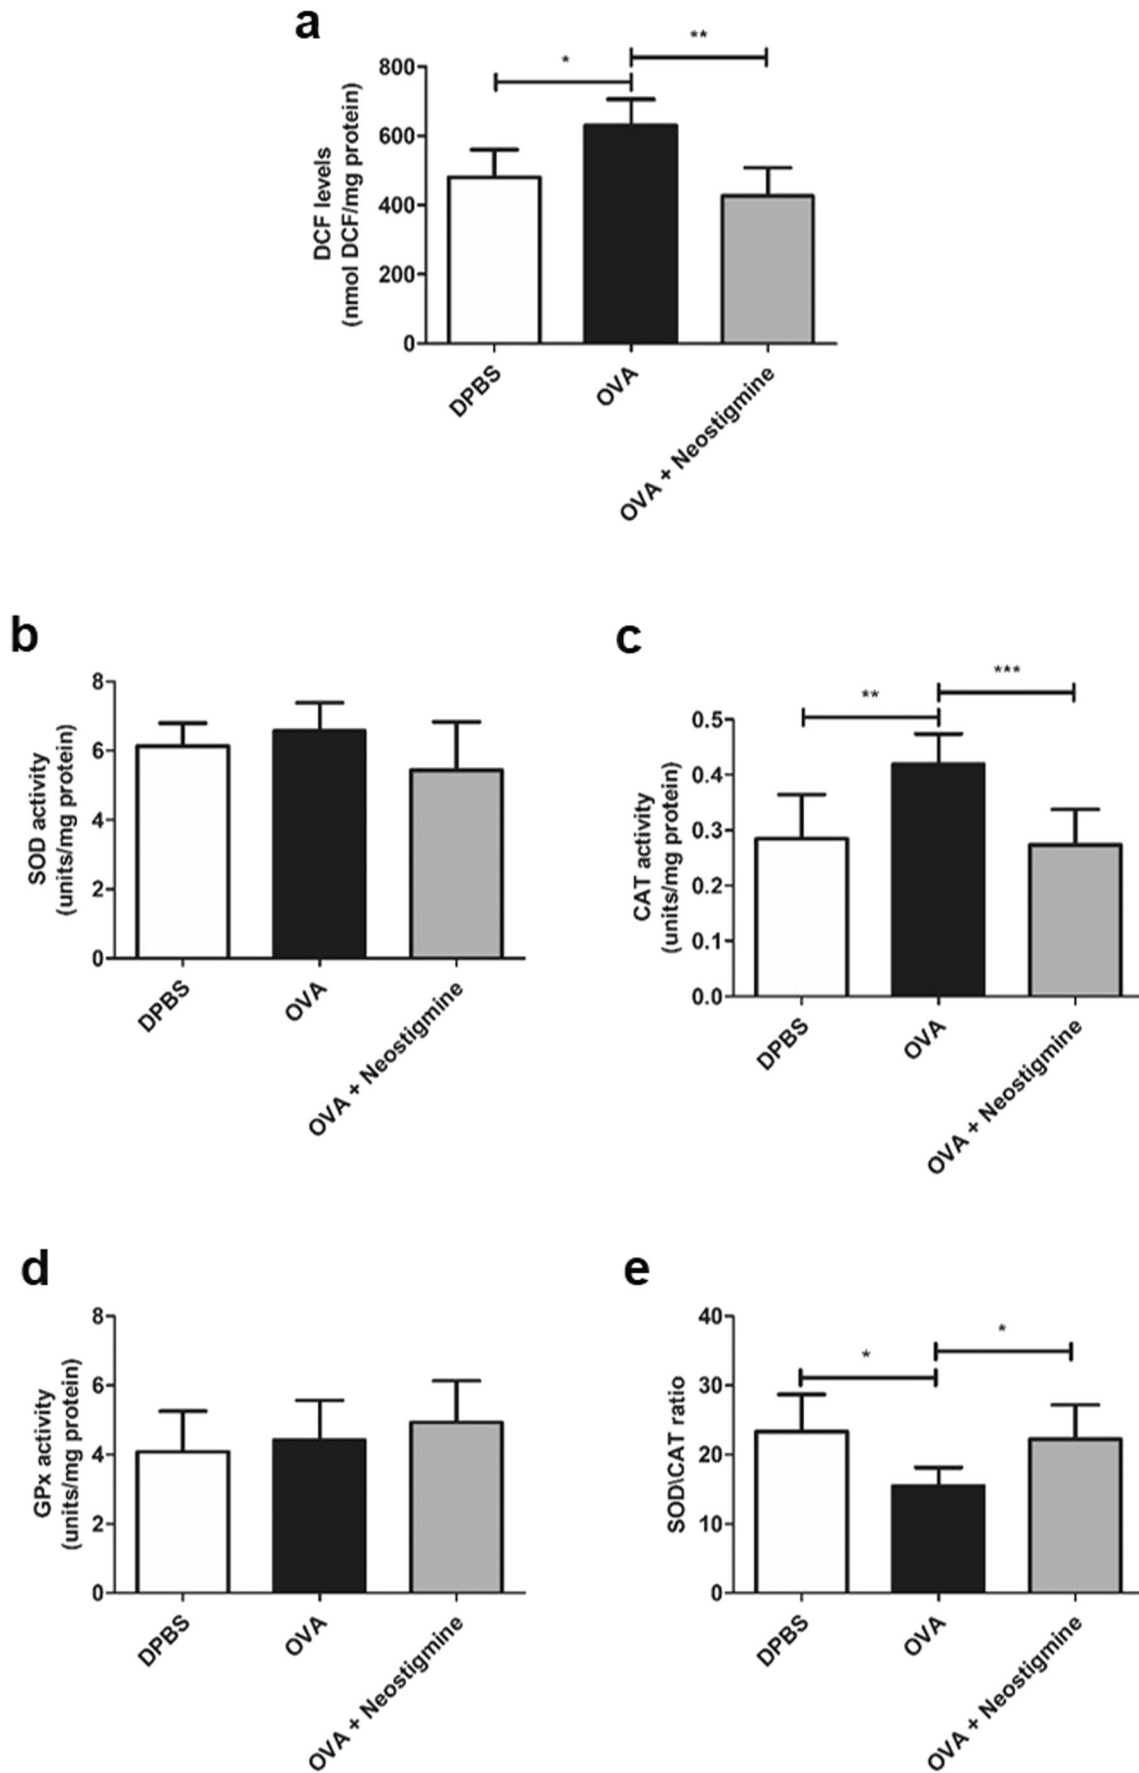 a
*
**
DCF levels
(nmol DCF/mg protein)
800
600
400
200
0
DPBS
OVA
OVA + Neostigmine
b
SOD activity
(units/mg protein)
8
6
4
2
0
DPBS
OVA
OVA + Neostigmine
c
**
***
CAT activity
(units/mg protein)
0.5
0.4
0.3
0.2
0.1
0.0
DPBS
OVA
OVA + Neostigmine
d
GPx activity
(units/mg protein)
8
6
4
2
0
DPBS
OVA
OVA + Neostigmine
e
*
*
SOD\CAT ratio
40
30
20
10
0
DPBS
OVA
OVA + Neostigmine